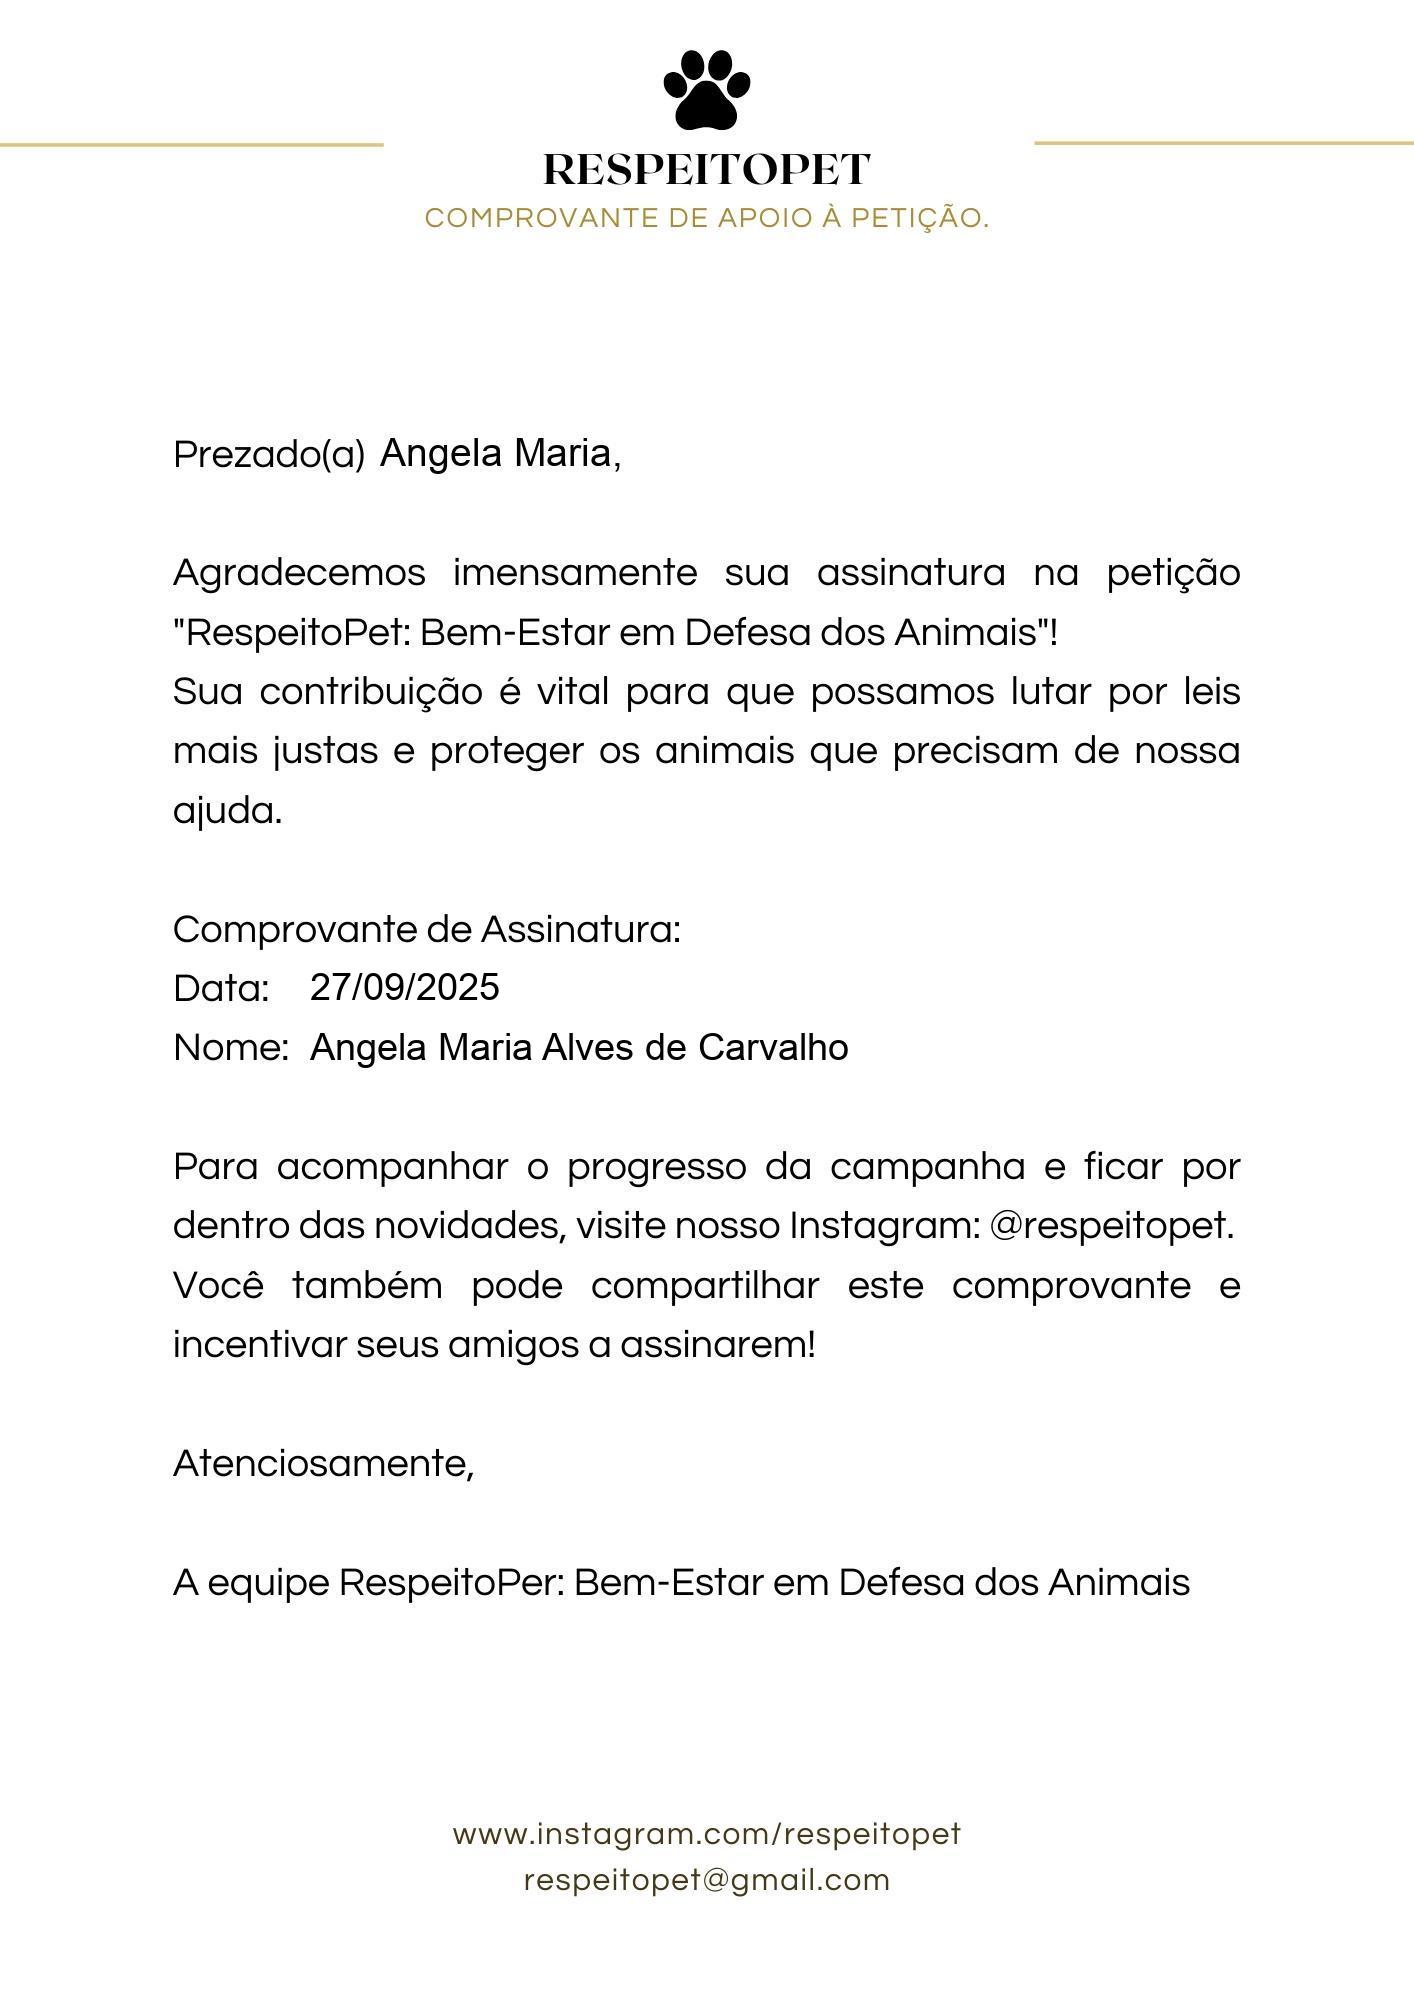 RESPEITOPET
COMPROVANTE DE APOIO À PETIÇÃO.
Prezado(a) Angela Maria,
Agradecemos imensamente sua assinatura na petição
"RespeitoPet: Bem-Estar em Defesa dos Animais"!
Sua contribuição é vital para que possamos lutar por leis
mais justas e proteger os animais que precisam de nossa
ajuda.
Comprovante de Assinatura:
Data: 27/09/2025
Nome: Angela Maria Alves de Carvalho
Para acompanhar o progresso da campanha e ficar por
dentro das novidades, visite nosso Instagram: @respeitopet.
Você também pode compartilhar este comprovante e
incentivar seus amigos a assinarem!
Atenciosamente,
A equipe RespeitoPer: Bem-Estar em Defesa dos Animais
www.instagram.com/respeitopet
respeitopet@gmail.com